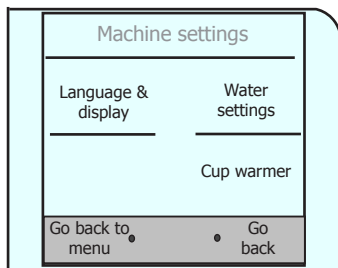 Machine settings
Language &
display
Water
settings
Cup warmer
Go back to
menu
Go
back